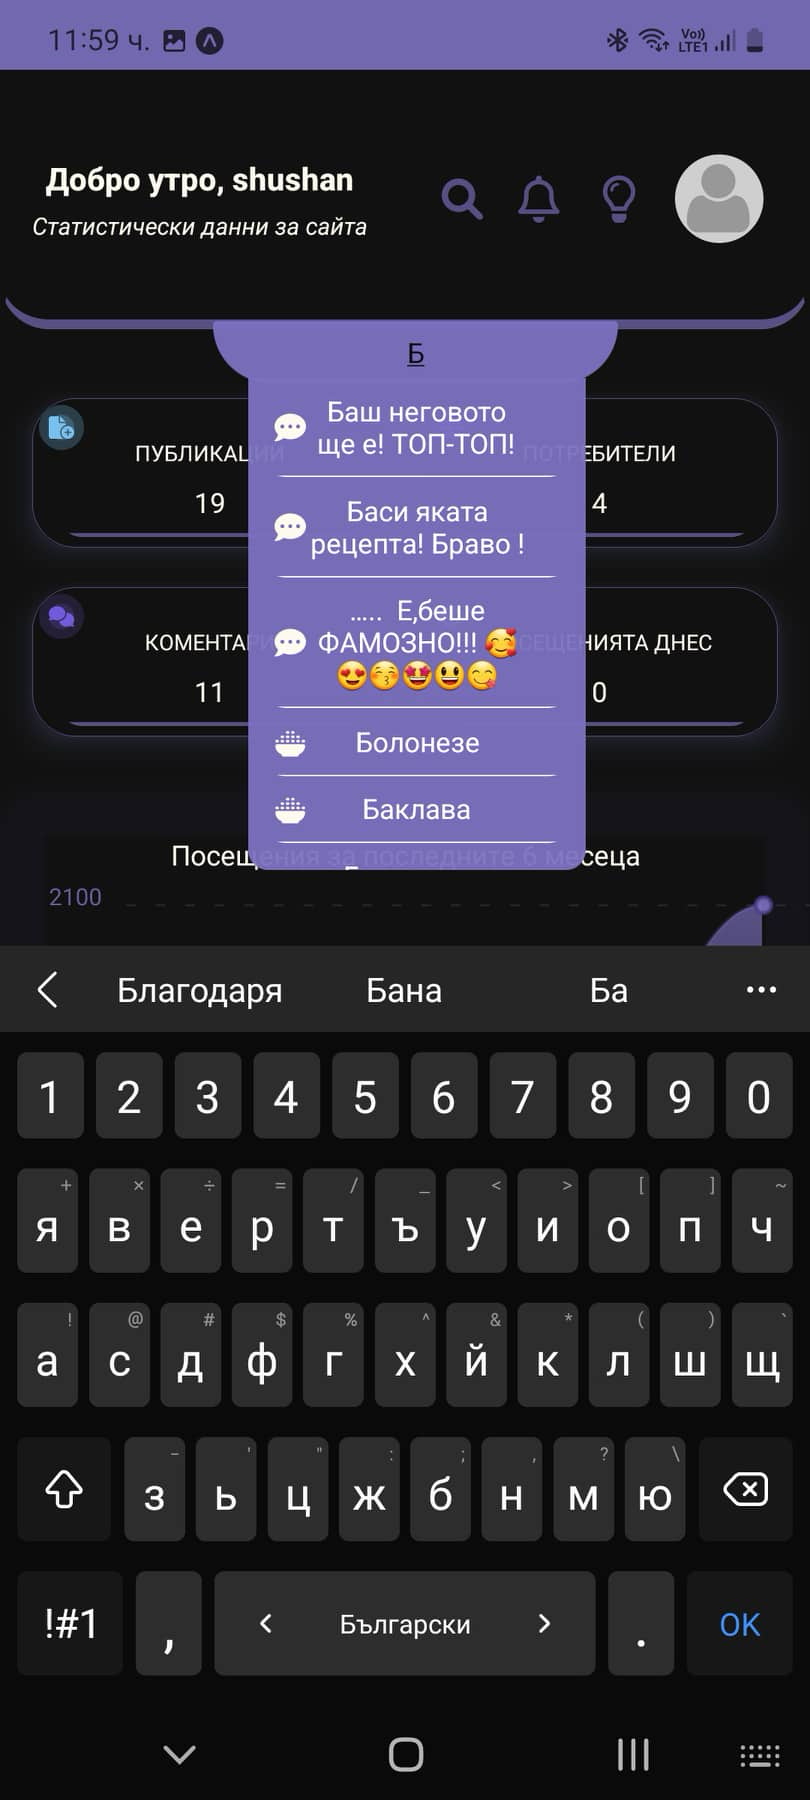 11:59 ч.
Vo))
LTE1
Добро утро, shushan
Статистически данни за сайта
Б
Баш неговото
ще е! ТОП-ТОП!
ПУБЛИКАЦИИ
ПОТРЕБИТЕЛИ
19
4
Баси яката
рецепта! Браво !
..... Е,беше
ФАМОЗНО!!! 🥰
😍😚🤩😃😋
КОМЕНТАРИ
ПОСЕЩЕНИЯТА ДНЕС
11
0
Болонезе
Баклава
Посещения за последните 6 месеца
2100
Благодаря Бана Ба ...
1 2 3 4 5 6 7 8 9 0
+ × ÷ = / _ < > [ ] ~
я в е р т ъ у и о п ч
! @ # $ % ^ & * ( ) `
а с д ф г х й к л ш щ
- ' " : ; , ? \
з ь ц ж б н м ю
!#1 , < Български > . OK